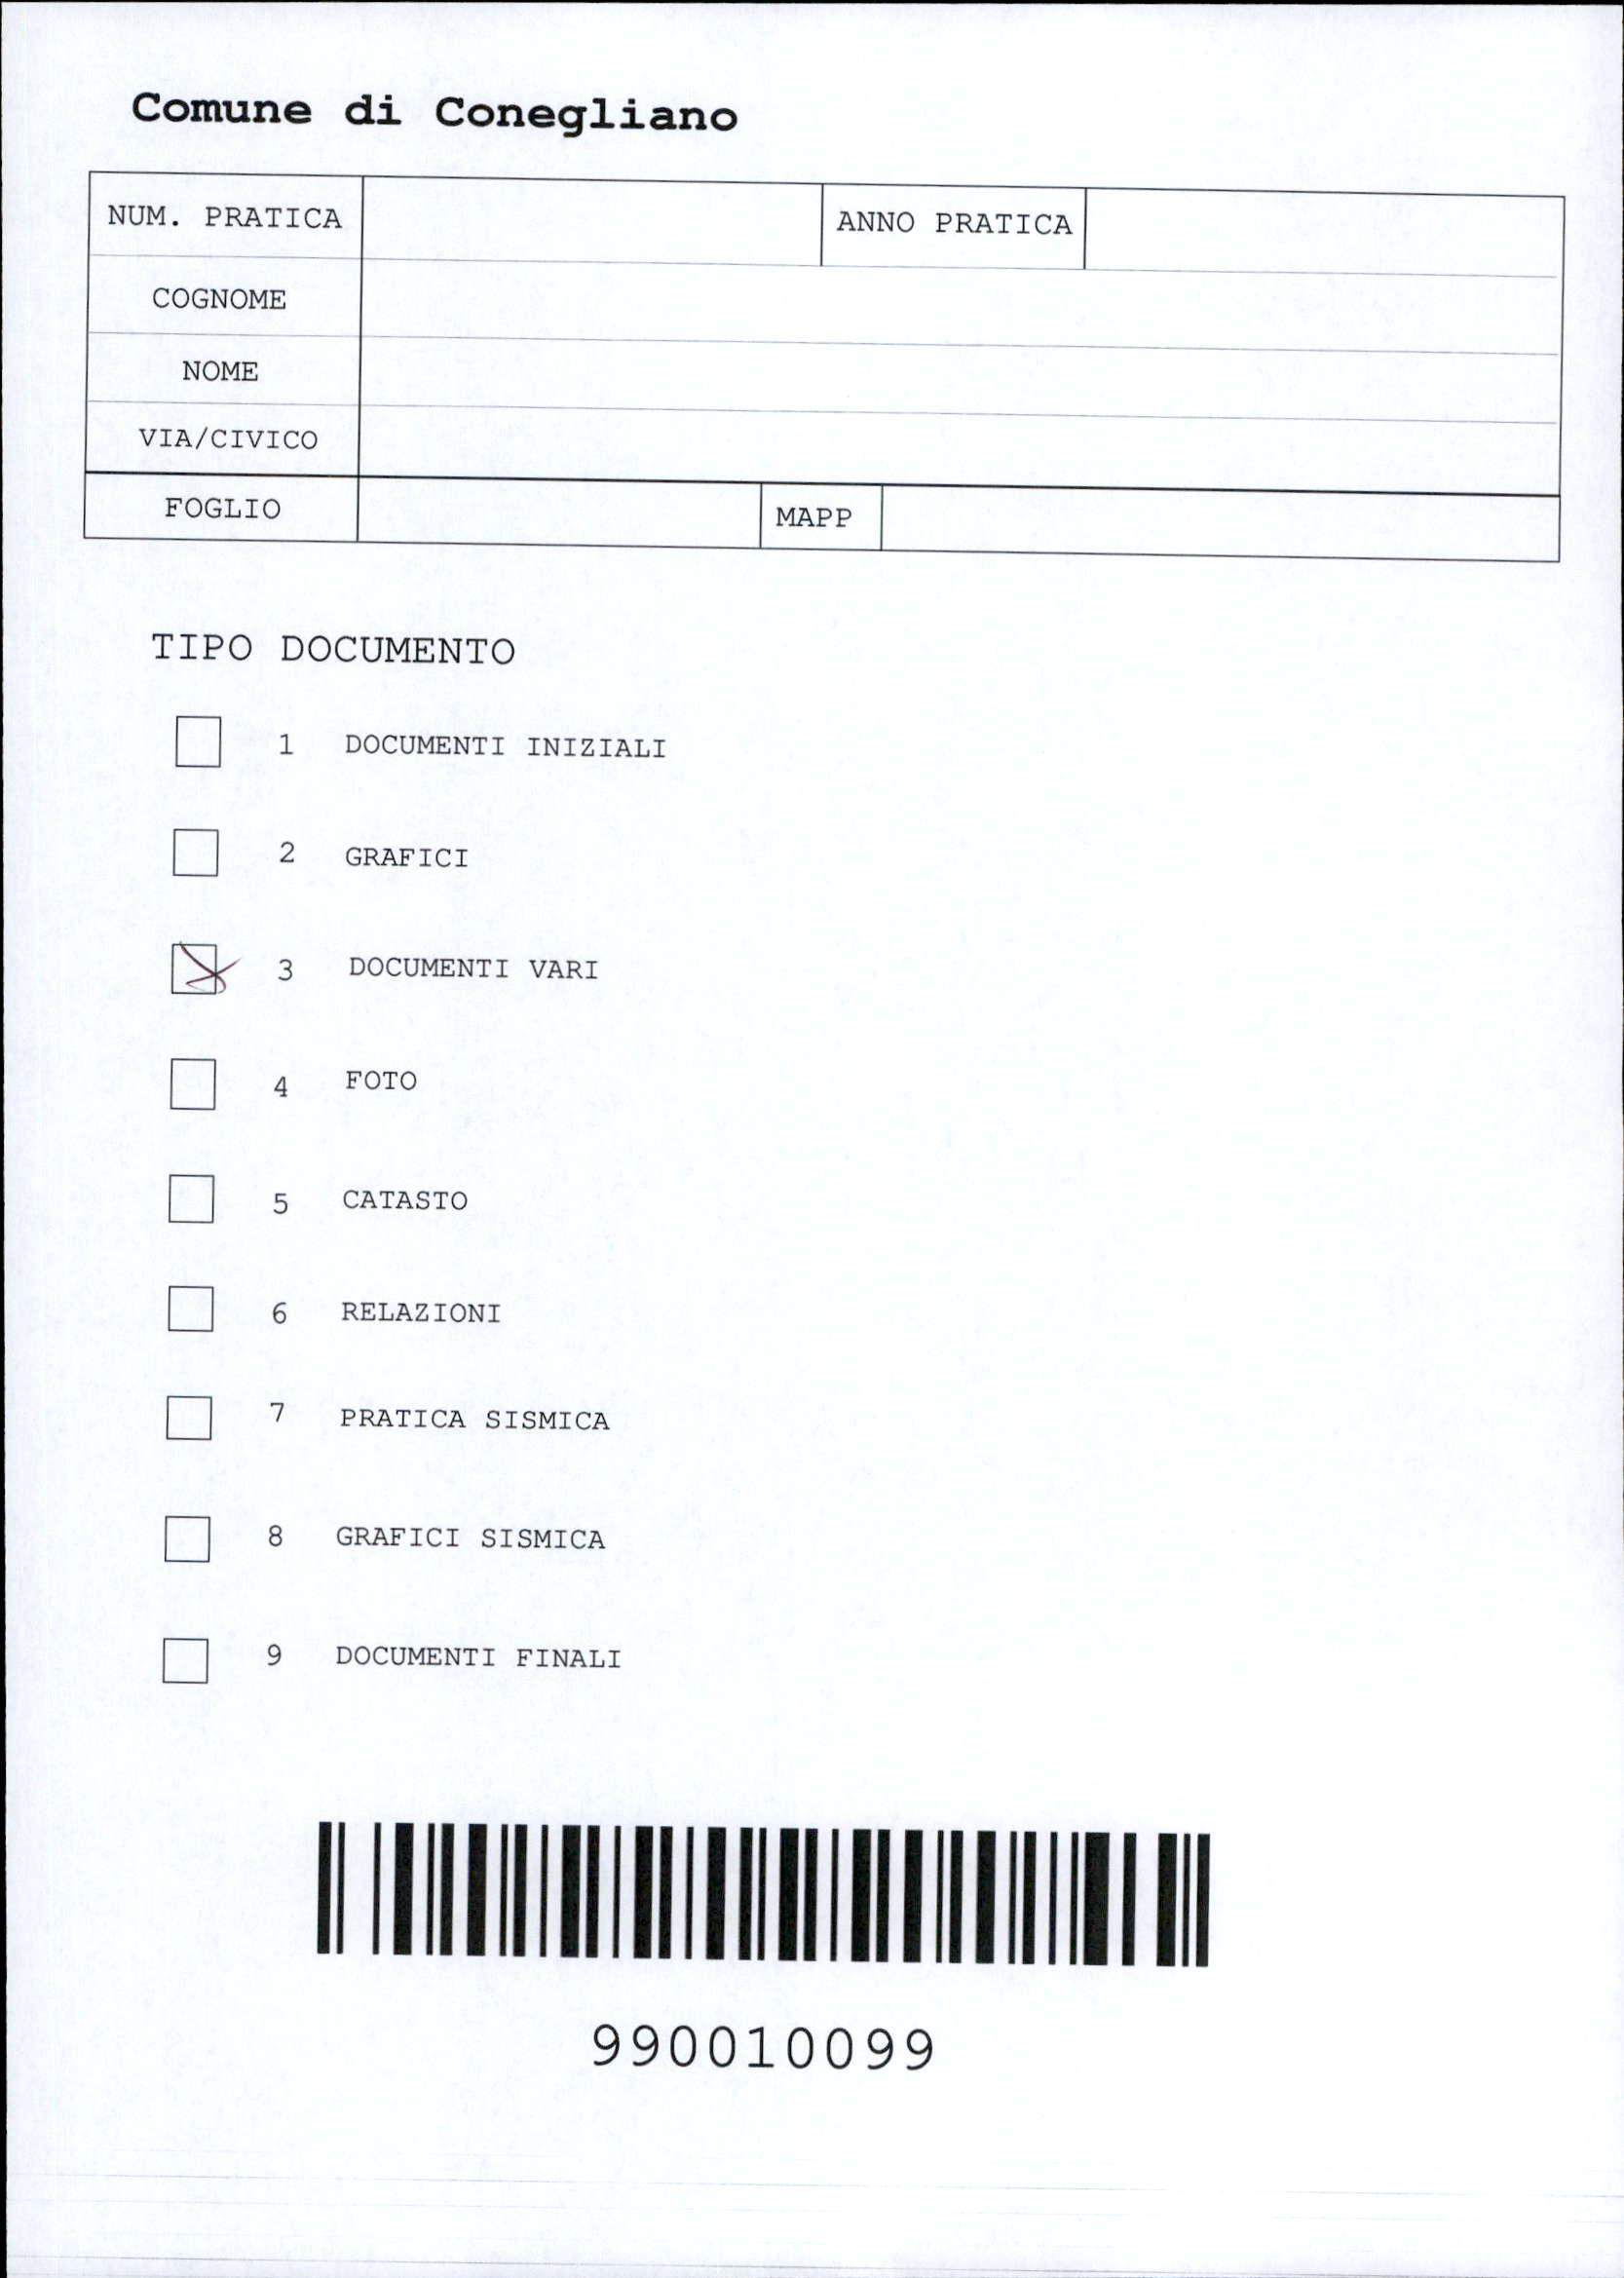 Comune di Conegliano
NUM. PRATICA ANNO PRATICA
COGNOME
NOME
VIA/CIVICO
FOGLIO MAPP
TIPO DOCUMENTO
1 DOCUMENTI INIZIALI
2 GRAFICI
3 DOCUMENTI VARI
4 FOTO
5 CATASTO
6 RELAZIONI
7 PRATICA SISMICA
8 GRAFICI SISMICA
9 DOCUMENTI FINALI
990010099